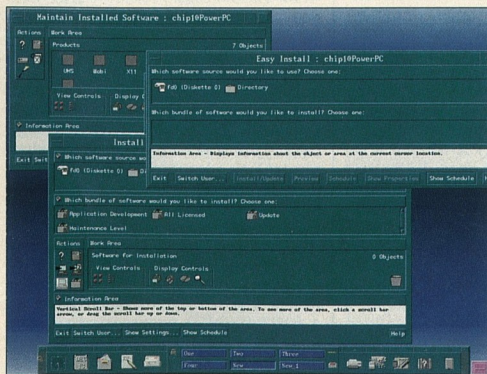 Maintain Installed Software : chip1@PowerPC
Actions
Work Area
Products
7 Objects
UMS
Mobl
X11
View Controls
Display C
Information Area
Exit Swit
Easy Install : chip1@PowerPC
Which software source would you like to use? Choose one:
fd0 (Diskette 0)
Directory
Which bundle of software would you like to install? Choose one:
Information Area - Displays information about the object or area at the current cursor location.
Exit Switch User... Install/Update Preview Schedule Show Properties Show Schedule
Install
Which software source wo
fd0 (Diskette 0)
Di
Which bundle of software would you like to install? Choose one:
Application Development
All Licensed
Update
Maintenance Level
Actions
Work Area
Software for Installation
0 Objects
View Controls
Display Controls
Information Area
Vertical Scroll Bar - Shows more of the top or bottom of the area. To see more of the area, click a scroll bar
arrow, or drag the scroll bar up or down.
Exit Switch User... Show Settings... Show Schedule
Help
One
Two
Three
Four
New
New_1